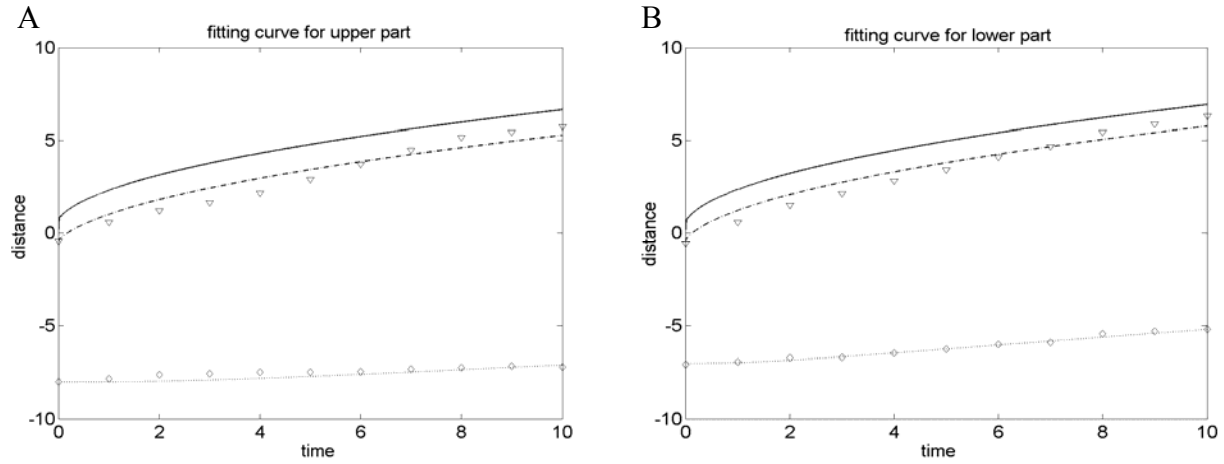 A
fitting curve for upper part
10
5
0
-5
-10
distance
0 2 4 6 8 10
time
B
fitting curve for lower part
10
5
0
-5
-10
distance
0 2 4 6 8 10
time